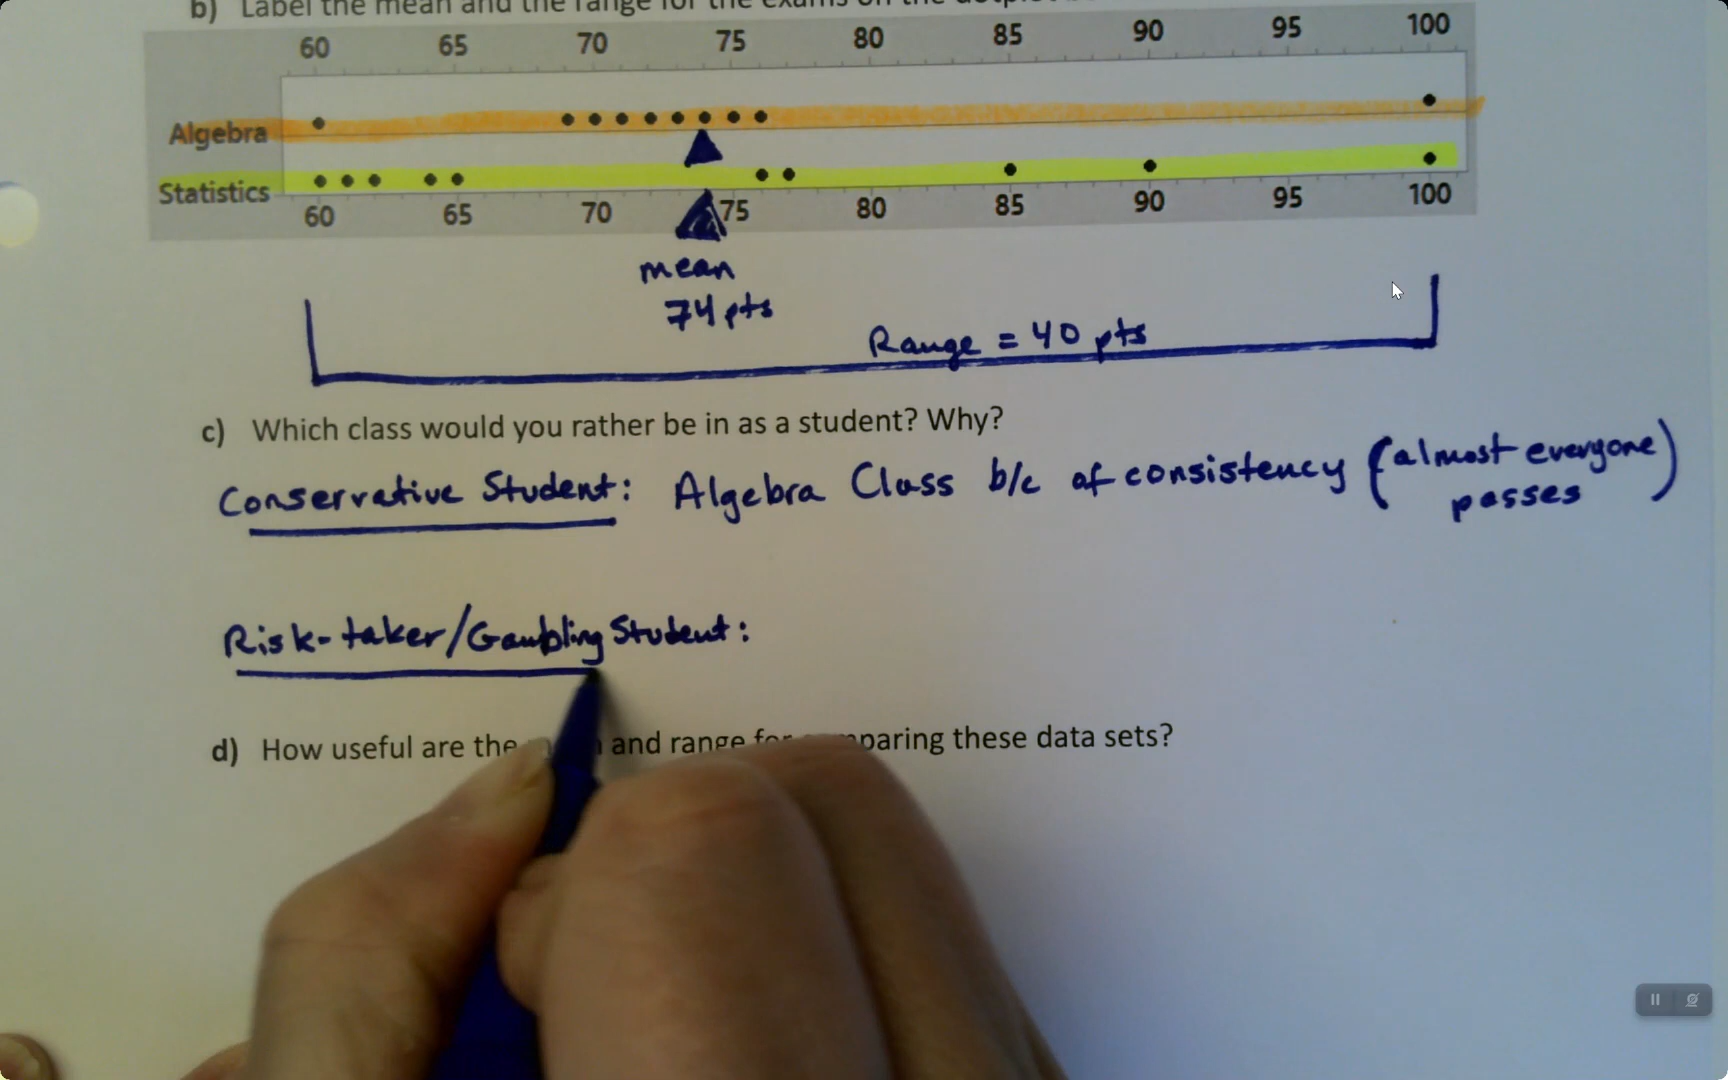 b) Label the mean and the range for the exams on the dotplot
60 65 70 75 80 85 90 95 100
Algebra
Statistics
60 65 70 75 80 85 90 95 100
mean
74 pts
Range = 40 pts
c) Which class would you rather be in as a student? Why?
Conservative Student: Algebra Class b/c of consistency (almost everyone passes)
Risk-taker/Gambling Student:
d) How useful are the and range for comparing these data sets?